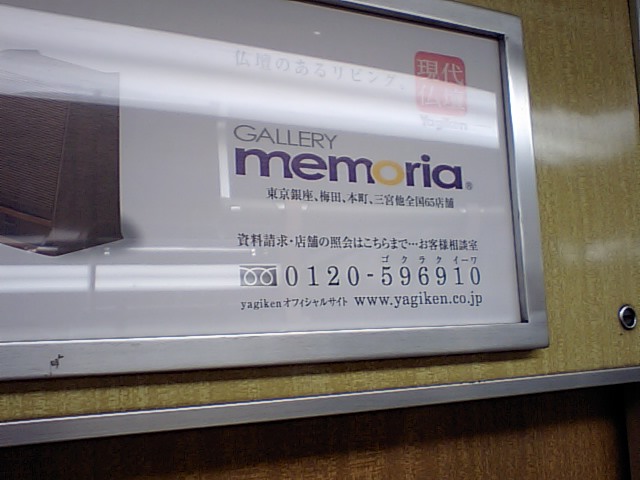 仏壇のあるリビング。
現代
仏壇
Yagiken
GALLERY
memoria®
東京銀座、梅田、本町、三宮他全国65店舗
資料請求・店舗の照会はこちらまで…お客様相談室
ゴクラクイーワ
0120-596910
yagikenオフィシャルサイト www.yagiken.co.jp